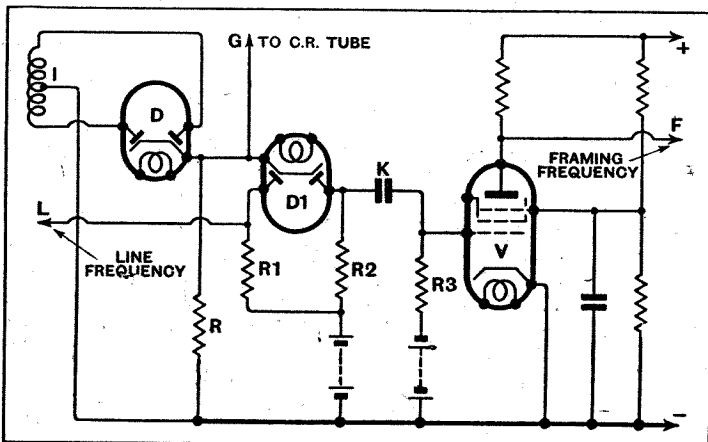 G TO C.R. TUBE
I
D
+
F
FRAMING
FREQUENCY
K
D1
L
LINE
FREQUENCY
V
R1
R2
R3
R
−